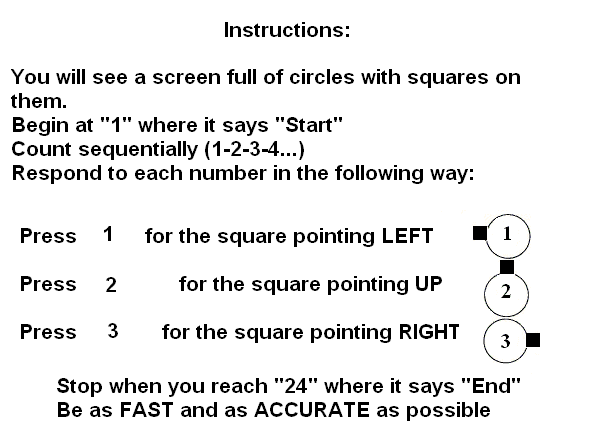 Instructions:
You will see a screen full of circles with squares on
them.
Begin at "1" where it says "Start"
Count sequentially (1-2-3-4...)
Respond to each number in the following way:
Press 1 for the square pointing LEFT 1
Press 2 for the square pointing UP 2
Press 3 for the square pointing RIGHT 3
Stop when you reach "24" where it says "End"
Be as FAST and as ACCURATE as possible